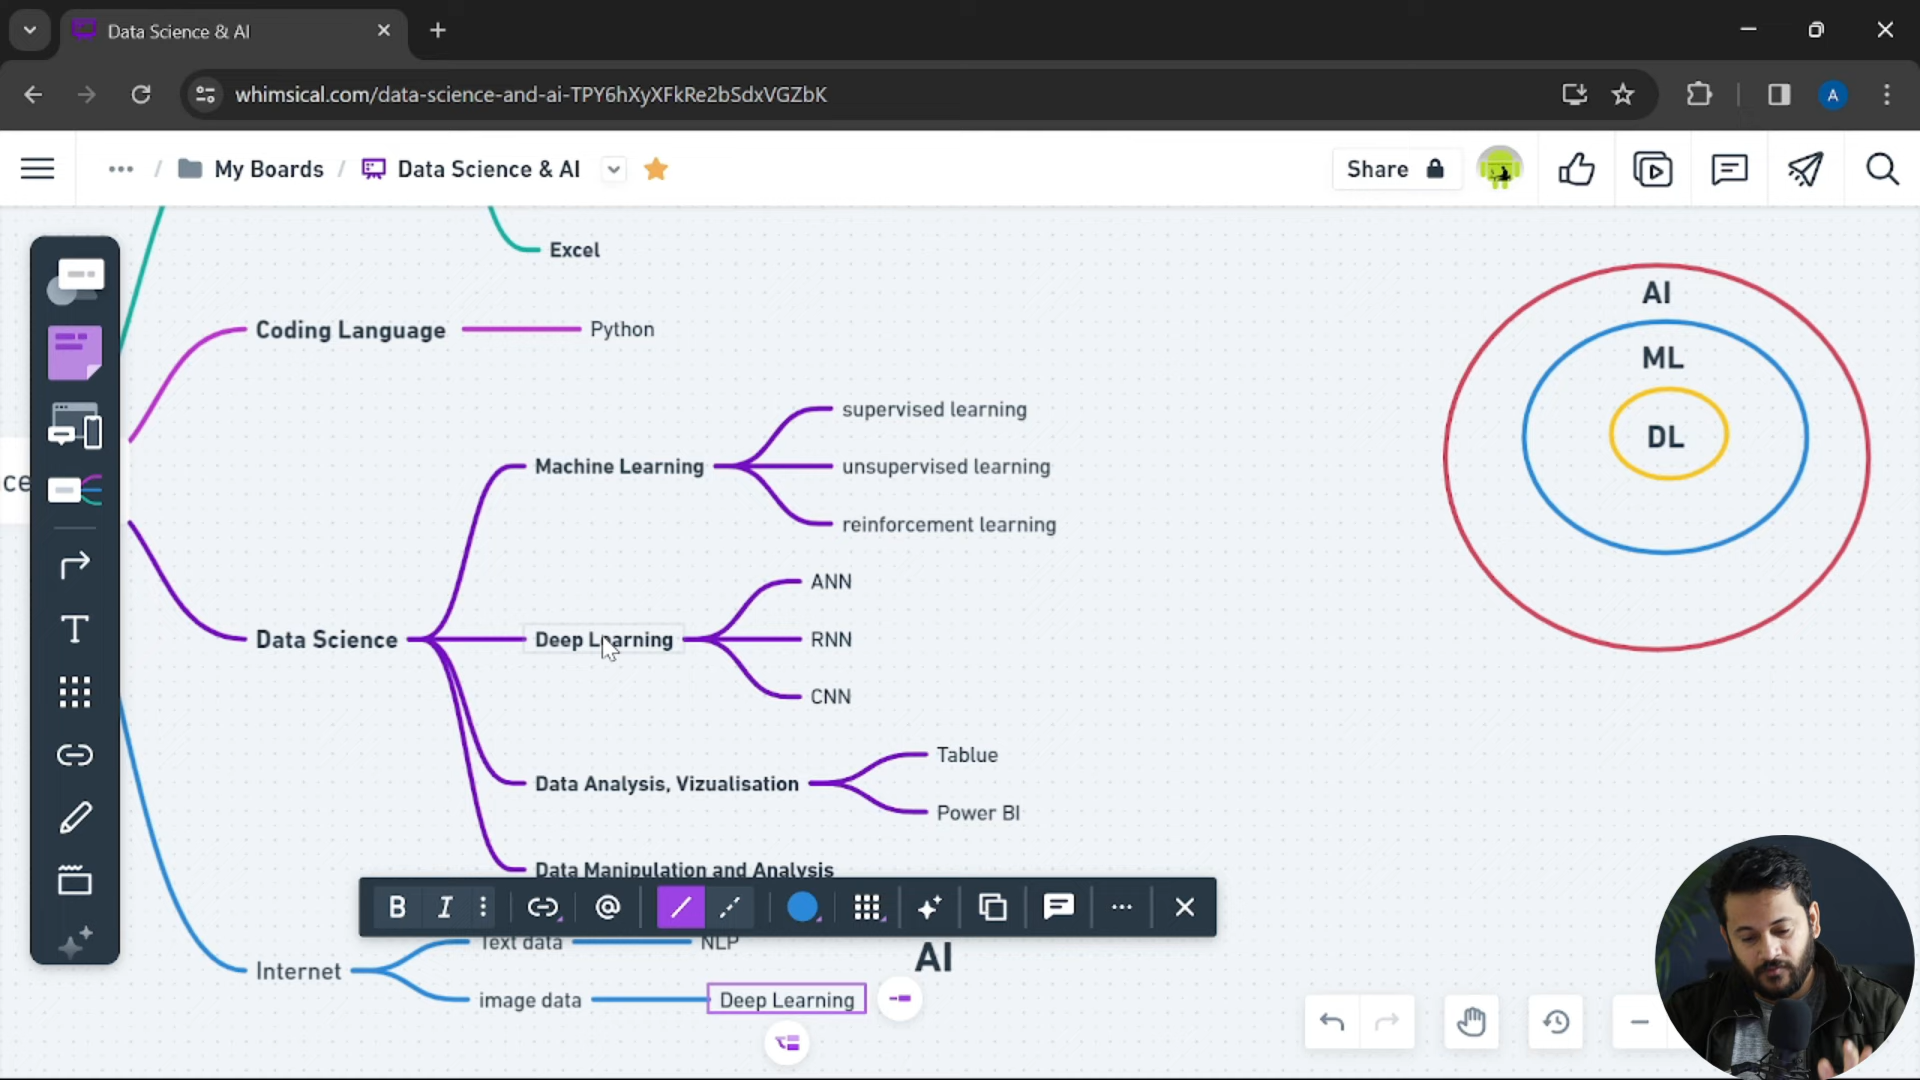 Data Science & AI
whimsical.com/data-science-and-ai-TPY6hXyXFkRe2bSdxVGZbK
A
... / My Boards / Data Science & AI
Share
Excel
Coding Language
Python
AI
ML
DL
ce
Data Science
Machine Learning
supervised learning
unsupervised learning
reinforcement learning
Deep Learning
ANN
RNN
CNN
Data Analysis, Vizualisation
Tablue
Power BI
Data Manipulation and Analysis
T
B I @
Internet
Text data
NLP
AI
image data
Deep Learning